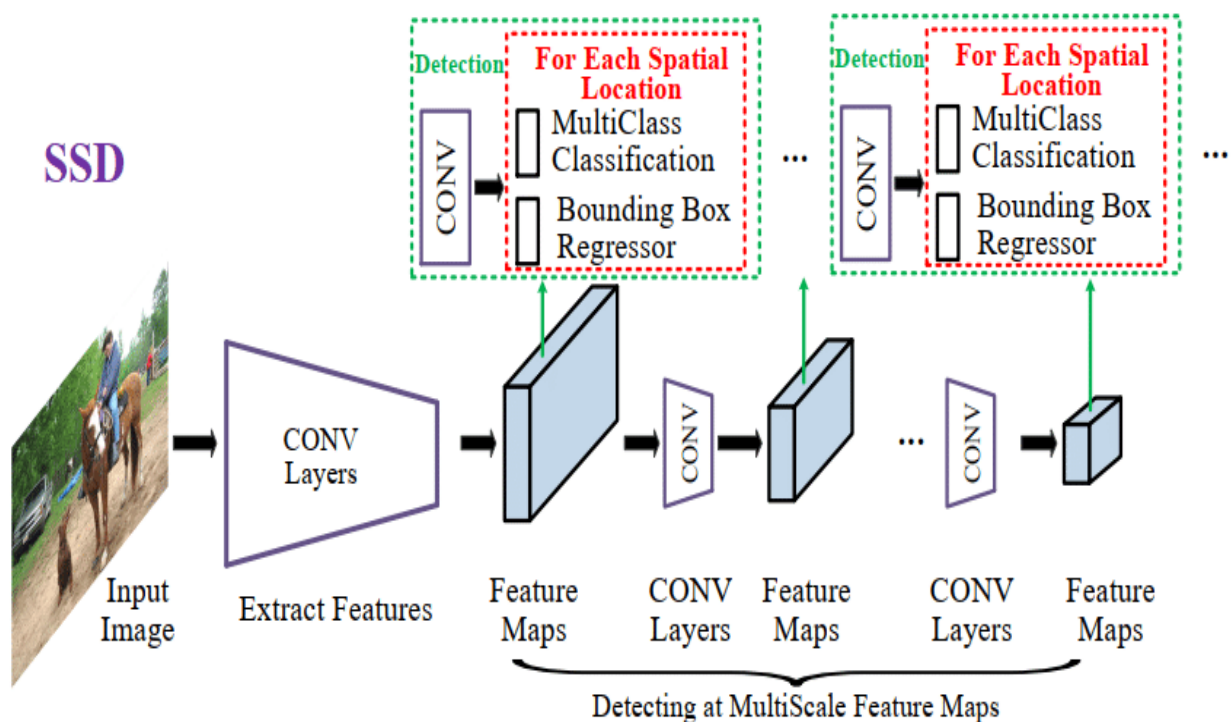 SSD
Detection
For Each Spatial
Location
CONV
MultiClass
Classification
Bounding Box
Regressor
...
Detection
For Each Spatial
Location
CONV
MultiClass
Classification
Bounding Box
Regressor
...
CONV
Layers
CONV
...
CONV
Input
Image
Extract Features
Feature
Maps
CONV
Layers
Feature
Maps
CONV
Layers
Feature
Maps
Detecting at MultiScale Feature Maps